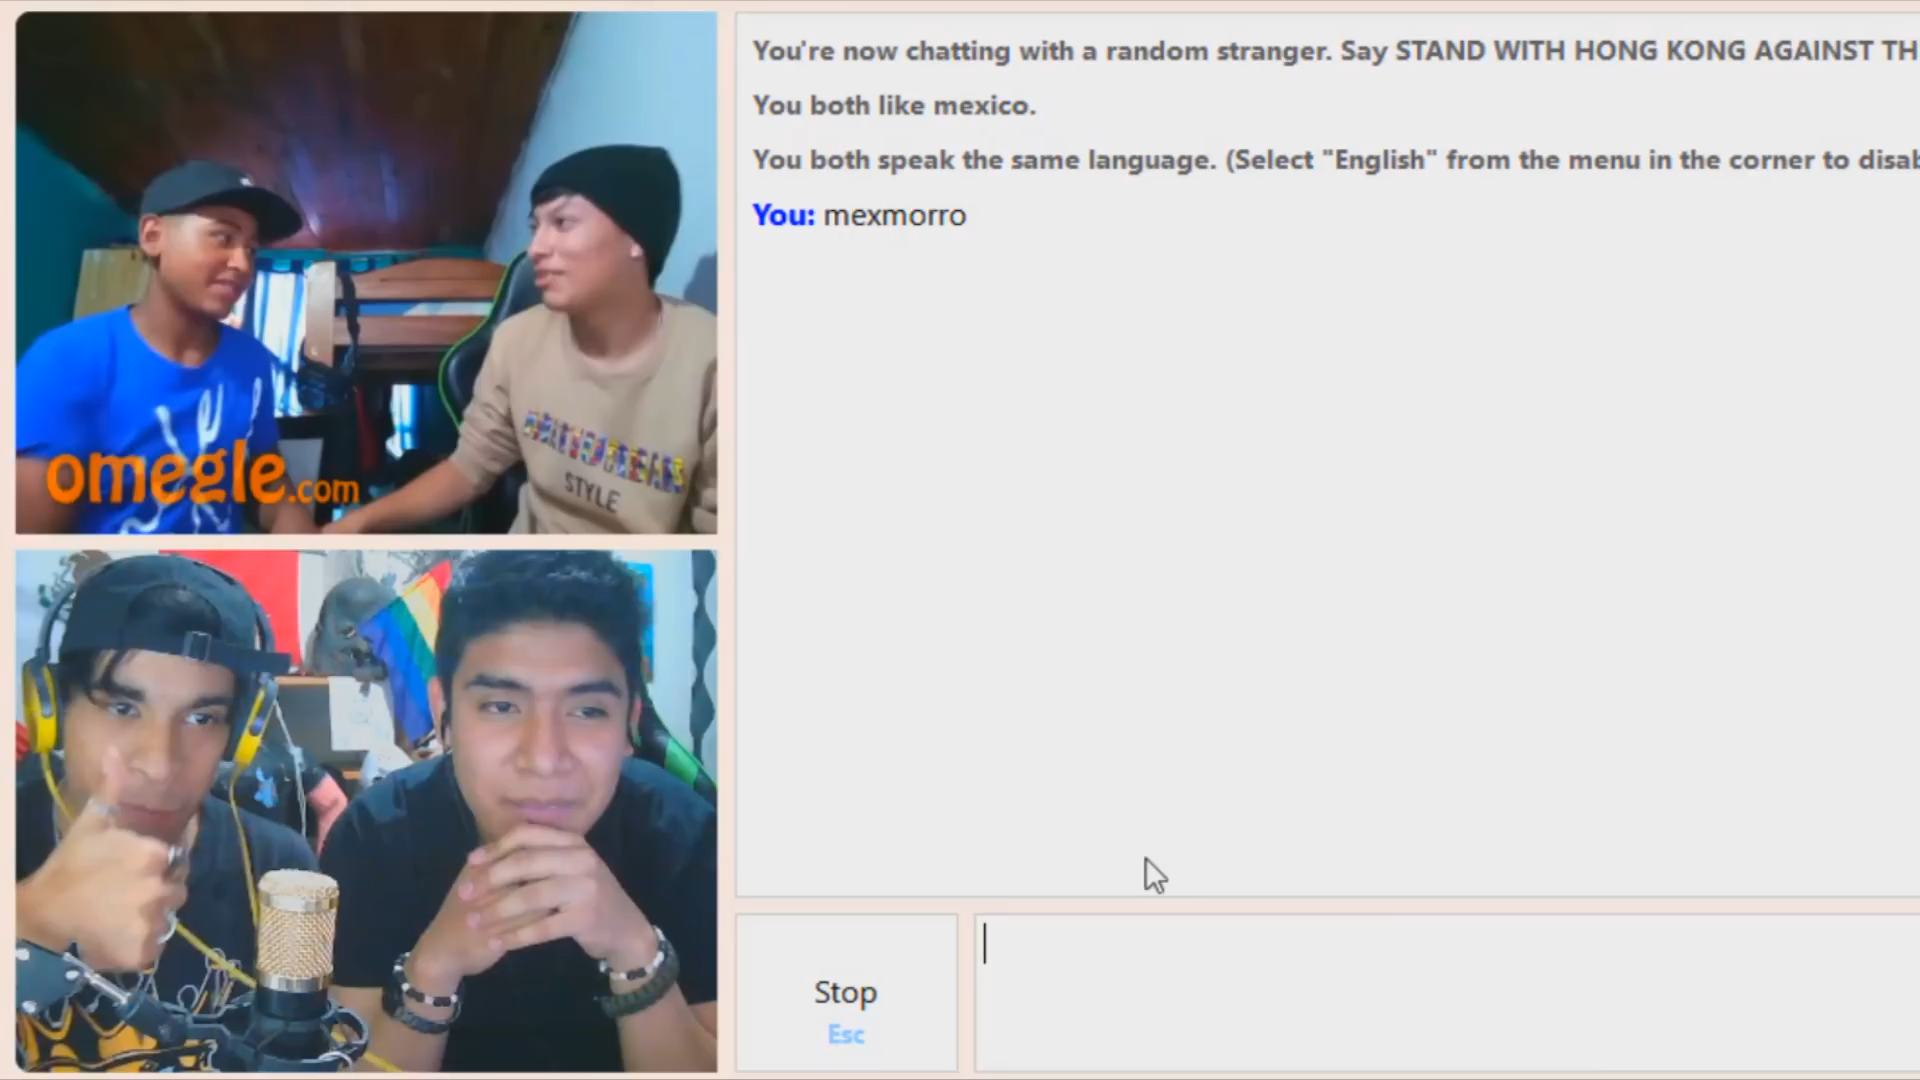 You're now chatting with a random stranger. Say STAND WITH HONG KONG AGAINST TH
You both like mexico.
You both speak the same language. (Select "English" from the menu in the corner to disab
You: mexmorro
STYLE
omegle.com
Stop
Esc